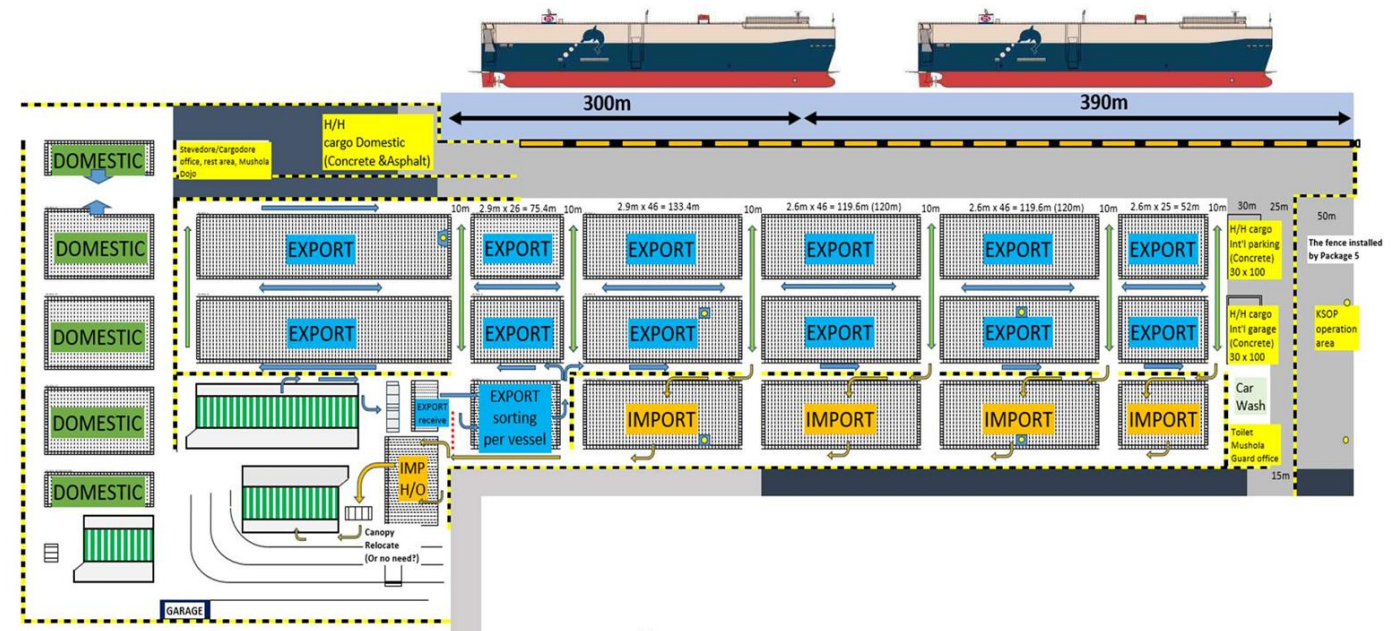 300m
390m
H/H
cargo Domestic
(Concrete &Asphalt)
Stevedore/Cargodore
office, rest area, Mushola
Dojo
DOMESTIC
DOMESTIC
DOMESTIC
DOMESTIC
DOMESTIC
10m
2.9m x 26 = 75.4m
10m
2.9m x 46 = 133.4m
10m
2.6m x 46 = 119.6m (120m)
10m
2.6m x 46 = 119.6m (120m)
10m
2.6m x 25 = 52m
10m
30m
25m
50m
EXPORT
EXPORT
EXPORT
EXPORT
EXPORT
EXPORT
H/H cargo
Int'l parking
(Concrete)
30 x 100
The fence installed
by Package 5
EXPORT
EXPORT
EXPORT
EXPORT
EXPORT
EXPORT
H/H cargo
Int'l garage
(Concrete)
30 x 100
KSOP
operation
area
EXPORT
receive
EXPORT
sorting
per vessel
IMPORT
IMPORT
IMPORT
IMPORT
Car
Wash
Toilet
Mushola
Guard office
15m
IMP
H/O
Canopy
Relocate
(Or no need?)
GARAGE